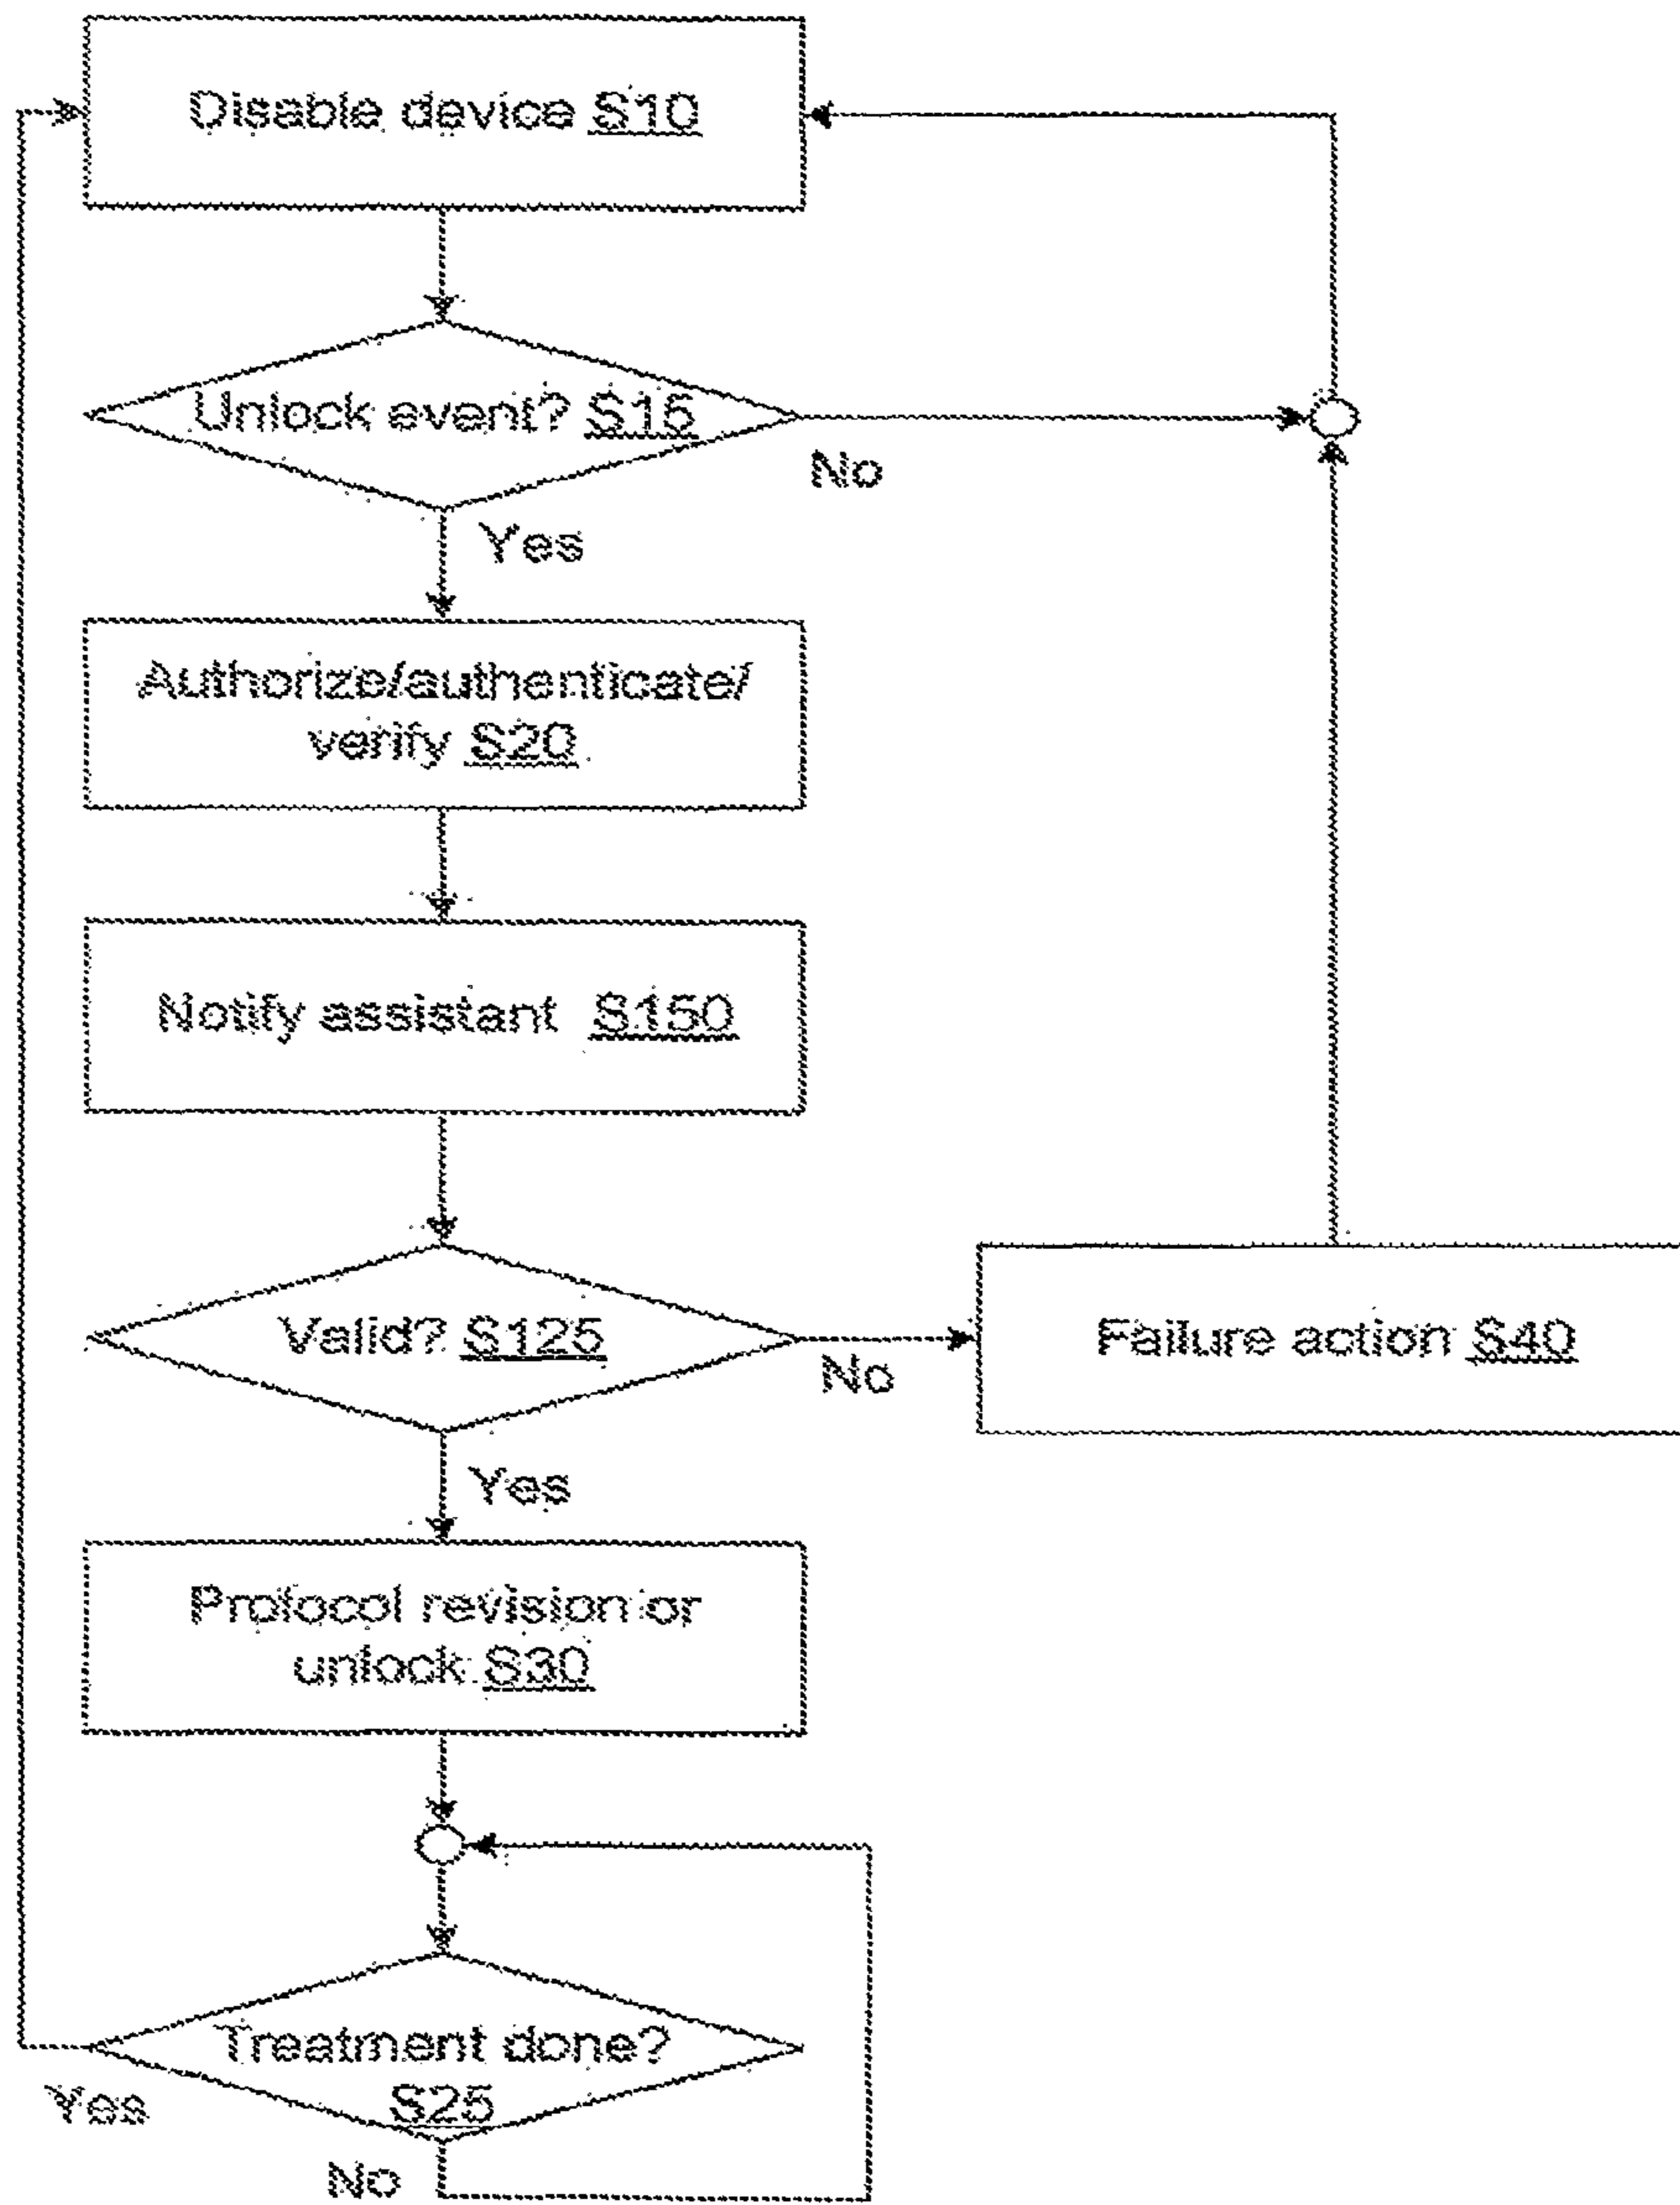 Disable device S10
Unlock event? S15
No
Yes
Authorize/authenticate/
verify S20
Notify assistant S150
Valid? S125
No
Failure action S40
Yes
Protocol revision or
unlock S30
Treatment done?
S25
Yes
No